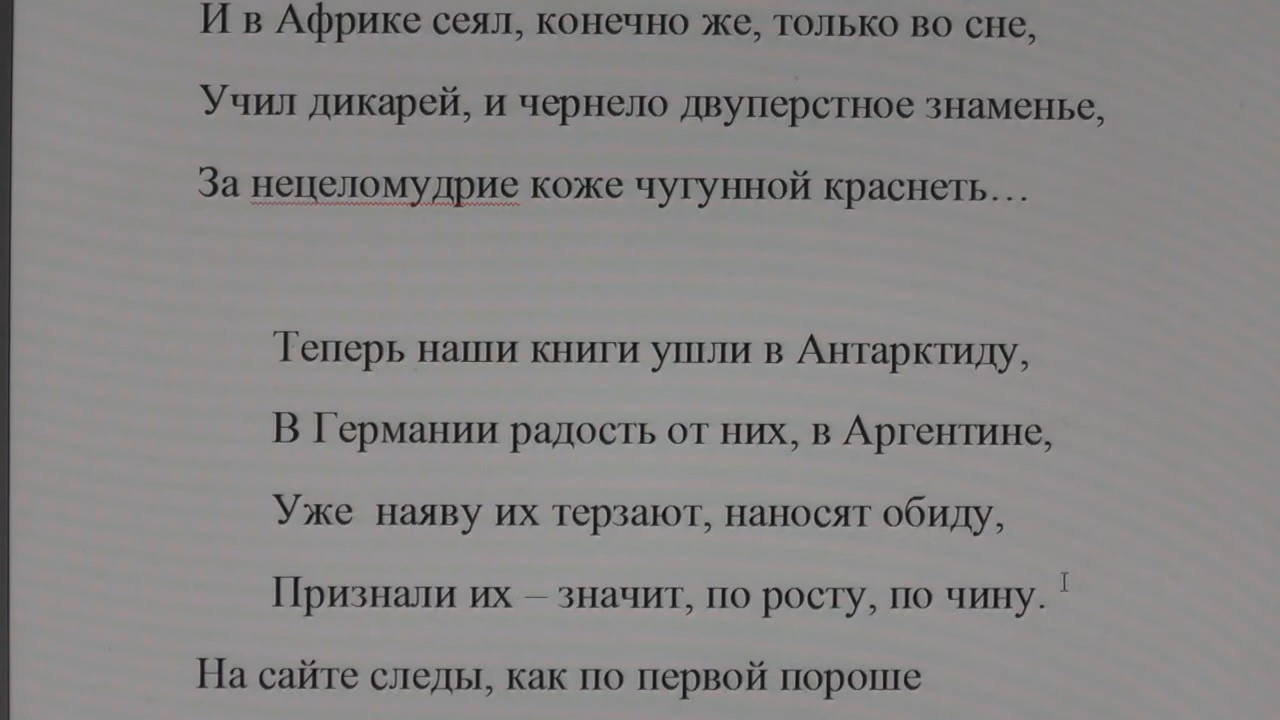 И в Африке сеял, конечно же, только во сне,
Учил дикарей, и чернело двуперстное знаменье,
За нецеломудрие коже чугунной краснеть…
Теперь наши книги ушли в Антарктиду,
В Германии радость от них, в Аргентине,
Уже  наяву их терзают, наносят обиду,
Признали их – значит, по росту, по чину.
На сайте следы, как по первой пороше